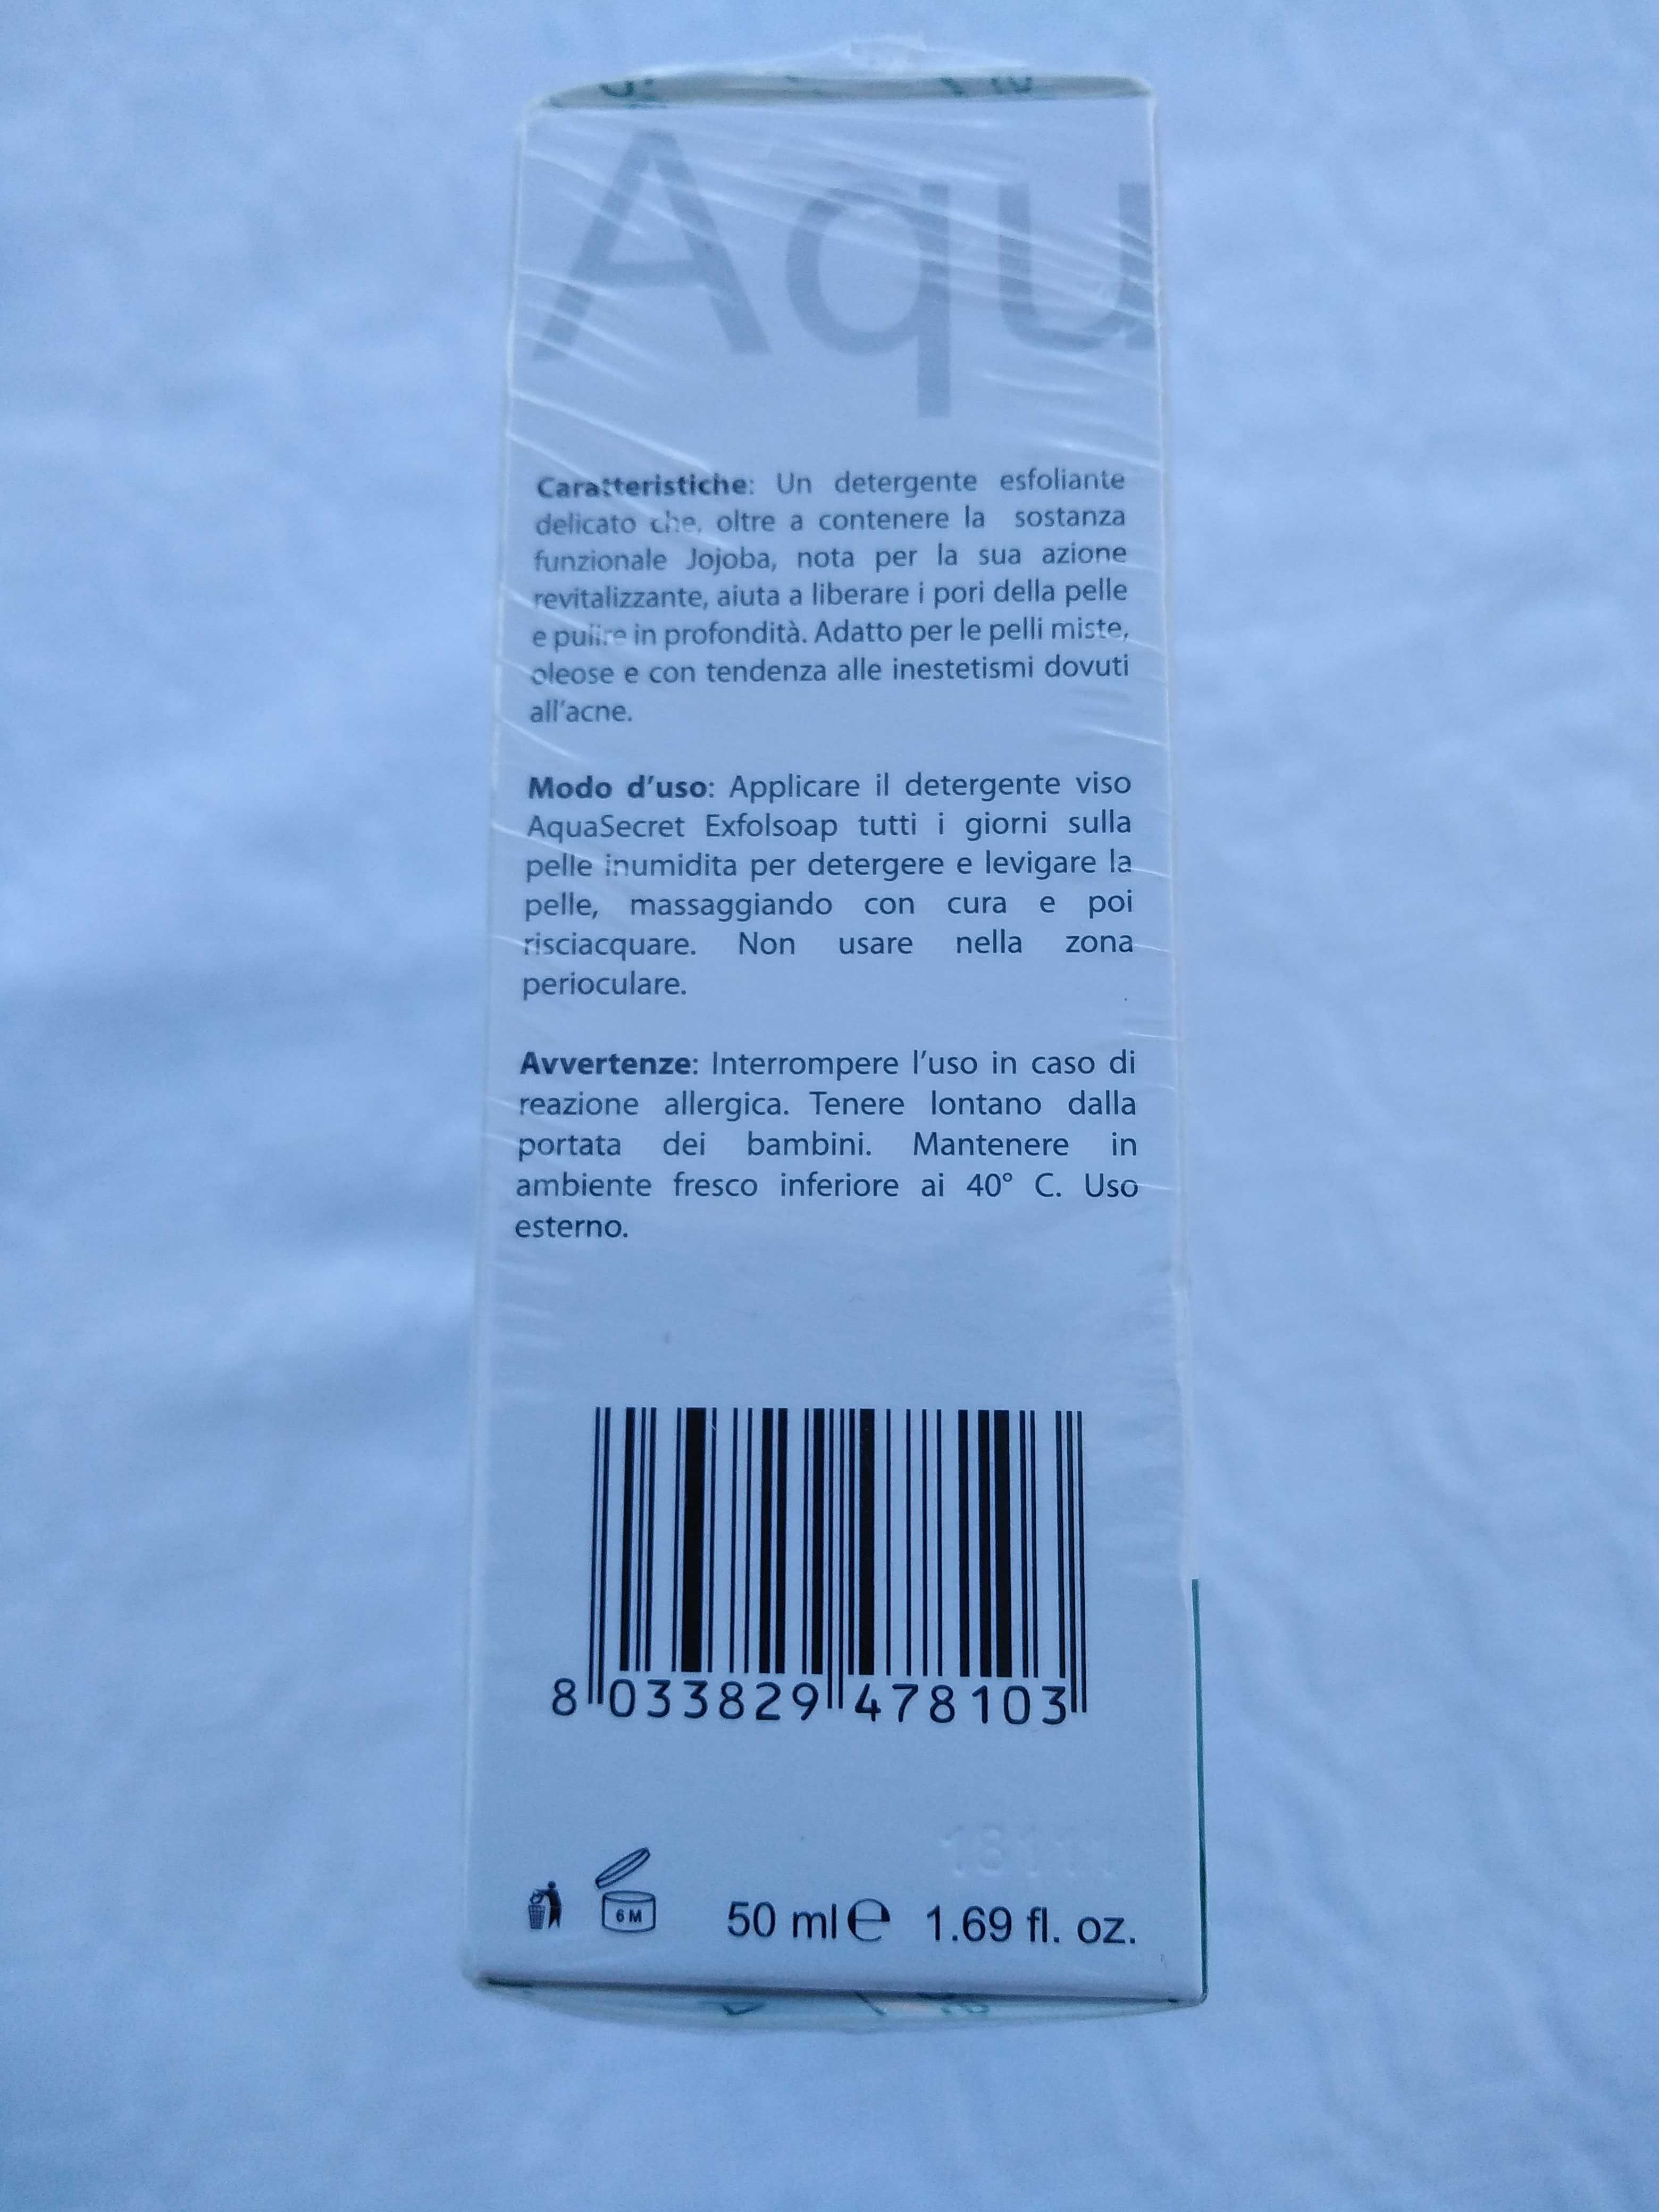 Aqu
Caratteristiche: Un detergente esfoliante
delicato che, oltre a contenere la sostanza
funzionale Jojoba, nota per la sua azione
revitalizzante, aiuta a liberare i pori della pelle
e pulire in profondità. Adatto per le pelli miste,
oleose e con tendenza alle inestetismi dovuti
all'acne.
Modo d'uso: Applicare il detergente viso
AquaSecret Exfolsoap tutti i giorni sulla
pelle inumidita per detergere e levigare la
pelle, massaggiando con cura e poi
risciacquare. Non usare nella zona
perioculare.
Avvertenze: Interrompere l'uso in caso di
reazione allergica. Tenere lontano dalla
portata dei bambini. Mantenere in
ambiente fresco inferiore ai 40° C. Uso
esterno.
8 033829 478103
6 M
50 ml e 1.69 fl. oz.